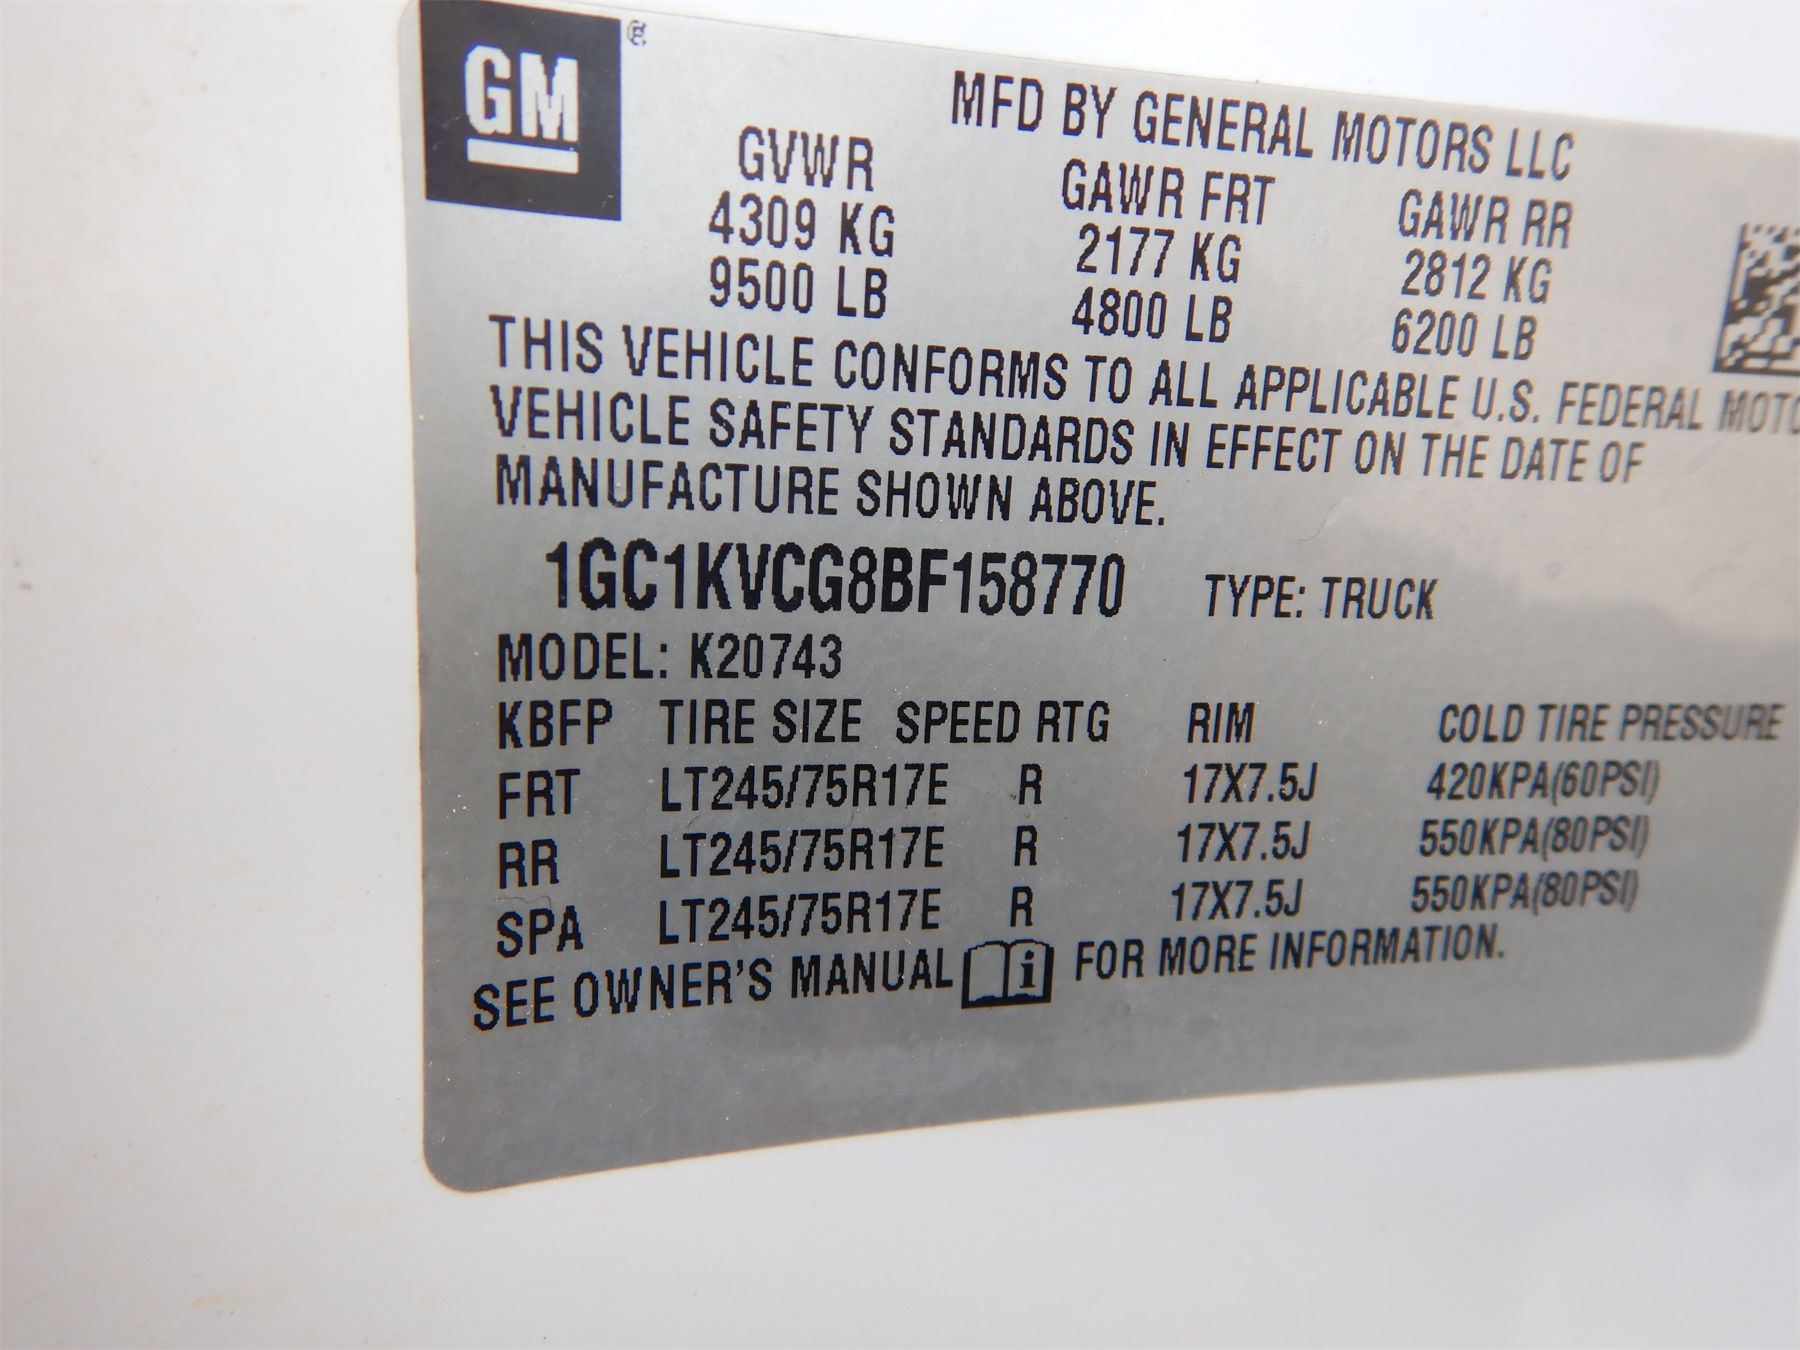 GM
MFD BY GENERAL MOTORS LLC
GVWR GAWR FRT GAWR RR
4309 KG 2177 KG 2812 KG
9500 LB 4800 LB 6200 LB
THIS VEHICLE CONFORMS TO ALL APPLICABLE U.S. FEDERAL MOTO
VEHICLE SAFETY STANDARDS IN EFFECT ON THE DATE OF
MANUFACTURE SHOWN ABOVE.
1GC1KVCG8BF158770 TYPE: TRUCK
MODEL: K20743
KBFP TIRE SIZE SPEED RTG RIM COLD TIRE PRESSURE
FRT LT245/75R17E R 17X7.5J 420KPA(60PSI)
RR LT245/75R17E R 17X7.5J 550KPA(80PSI)
SPA LT245/75R17E R 17X7.5J 550KPA(80PSI)
SEE OWNER'S MANUAL i FOR MORE INFORMATION.